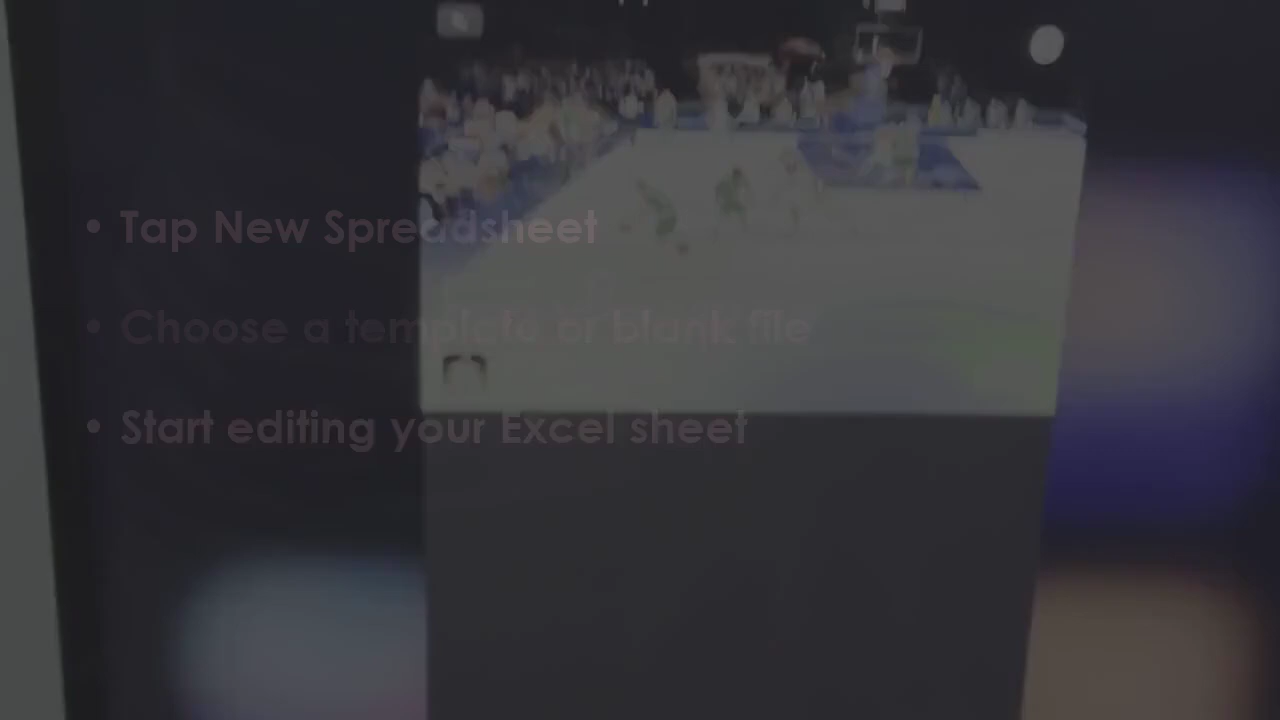 • Tap New Spreadsheet
• Choose a template or blank file
• Start editing your Excel sheet